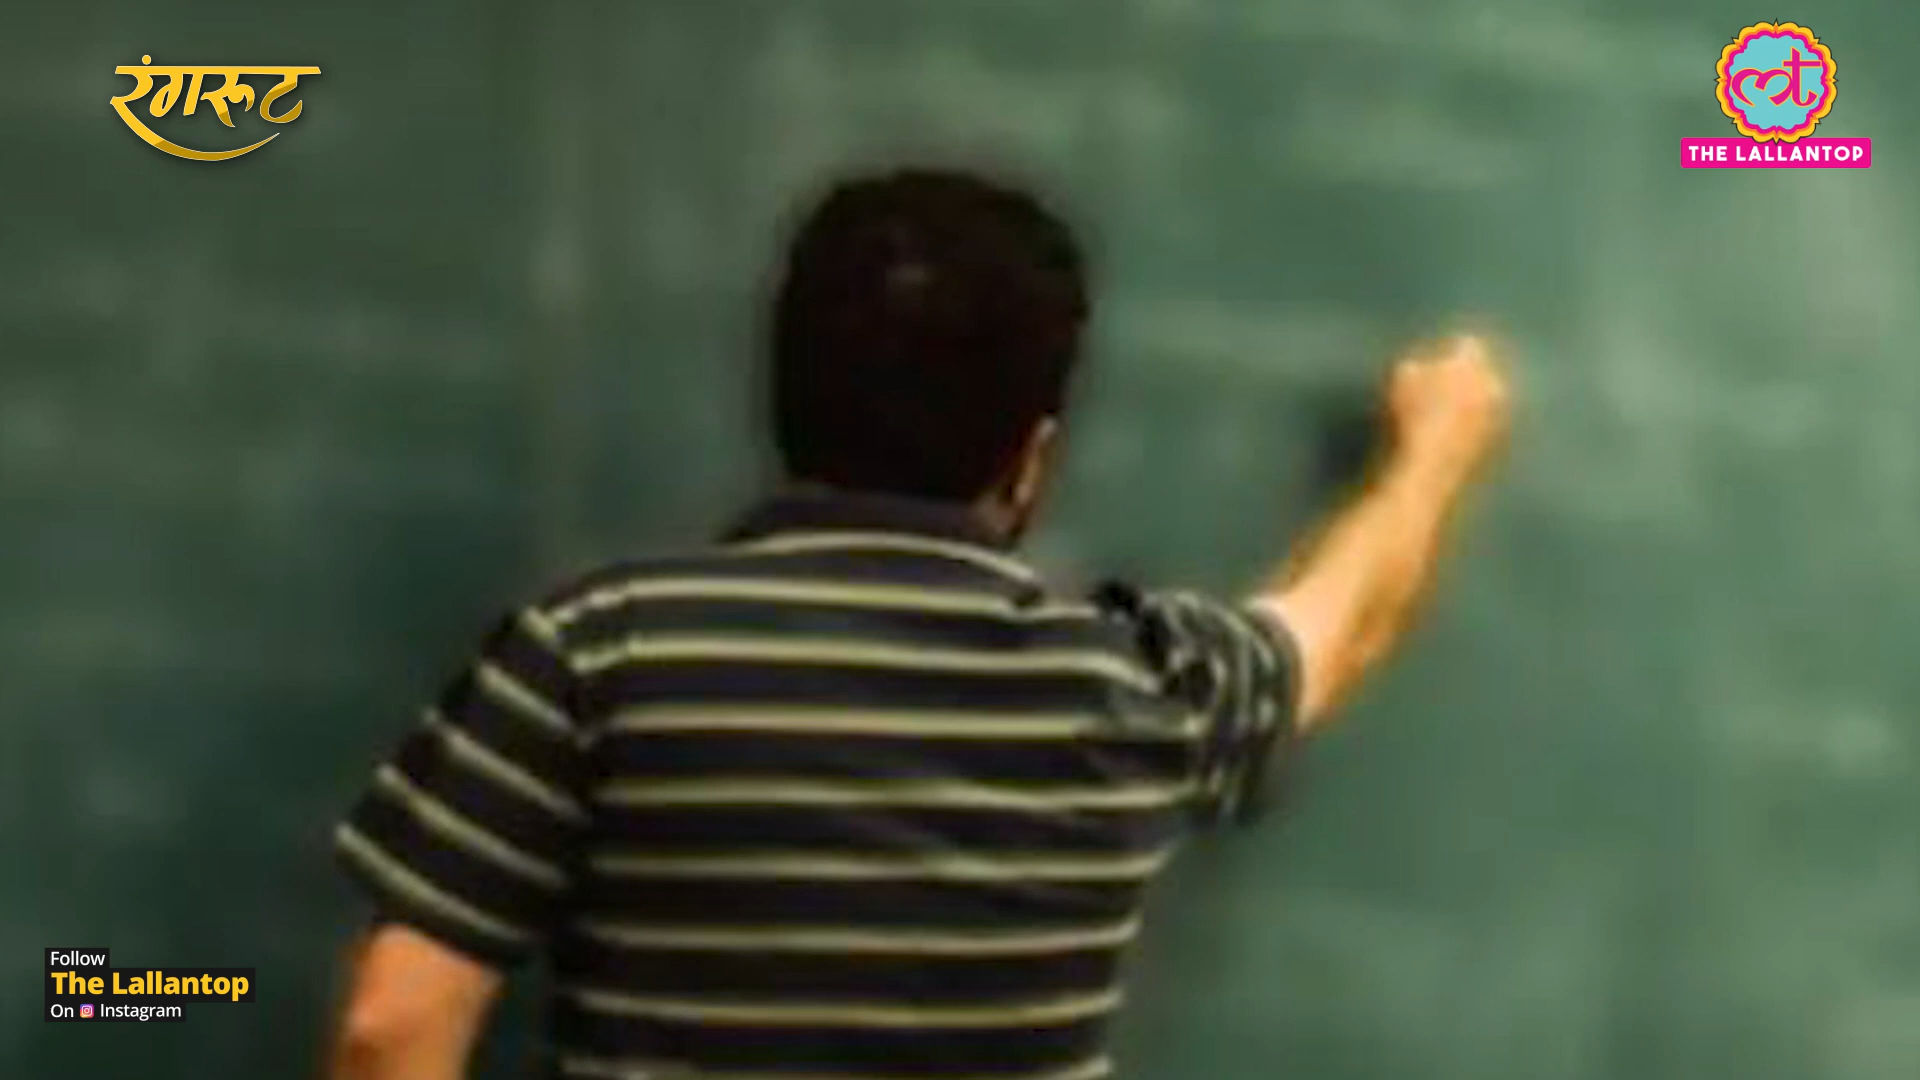 रंगरूट
THE LALLANTOP
Follow
The Lallantop
On Instagram